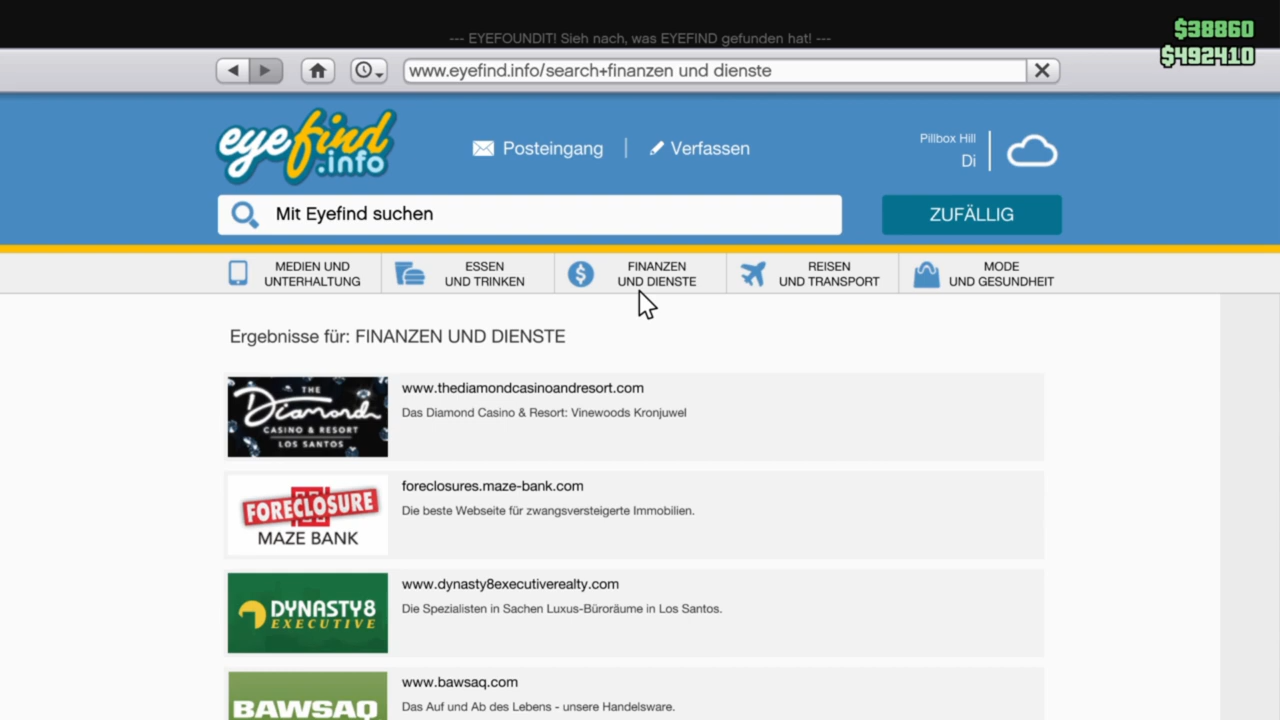 --- EYEFOUNDIT! Sieh nach, was EYEFIND gefunden hat! ---
$38860
$492410
www.eyefind.info/search+finanzen und dienste
eyefind
.info
Posteingang
Verfassen
Pillbox Hill
Di
Mit Eyefind suchen
ZUFÄLLIG
MEDIEN UND
UNTERHALTUNG
ESSEN
UND TRINKEN
FINANZEN
UND DIENSTE
REISEN
UND TRANSPORT
MODE
UND GESUNDHEIT
Ergebnisse für: FINANZEN UND DIENSTE
THE
Diamond
CASINO & RESORT
LOS SANTOS
www.thediamondcasinoandresort.com
Das Diamond Casino & Resort: Vinewoods Kronjuwel
FORECLOSURE
MAZE BANK
foreclosures.maze-bank.com
Die beste Webseite für zwangsversteigerte Immobilien.
DYNASTY8
EXECUTIVE
www.dynasty8executiverealty.com
Die Spezialisten in Sachen Luxus-Büroräume in Los Santos.
BAWSAQ
www.bawsaq.com
Das Auf und Ab des Lebens - unsere Handelsware.